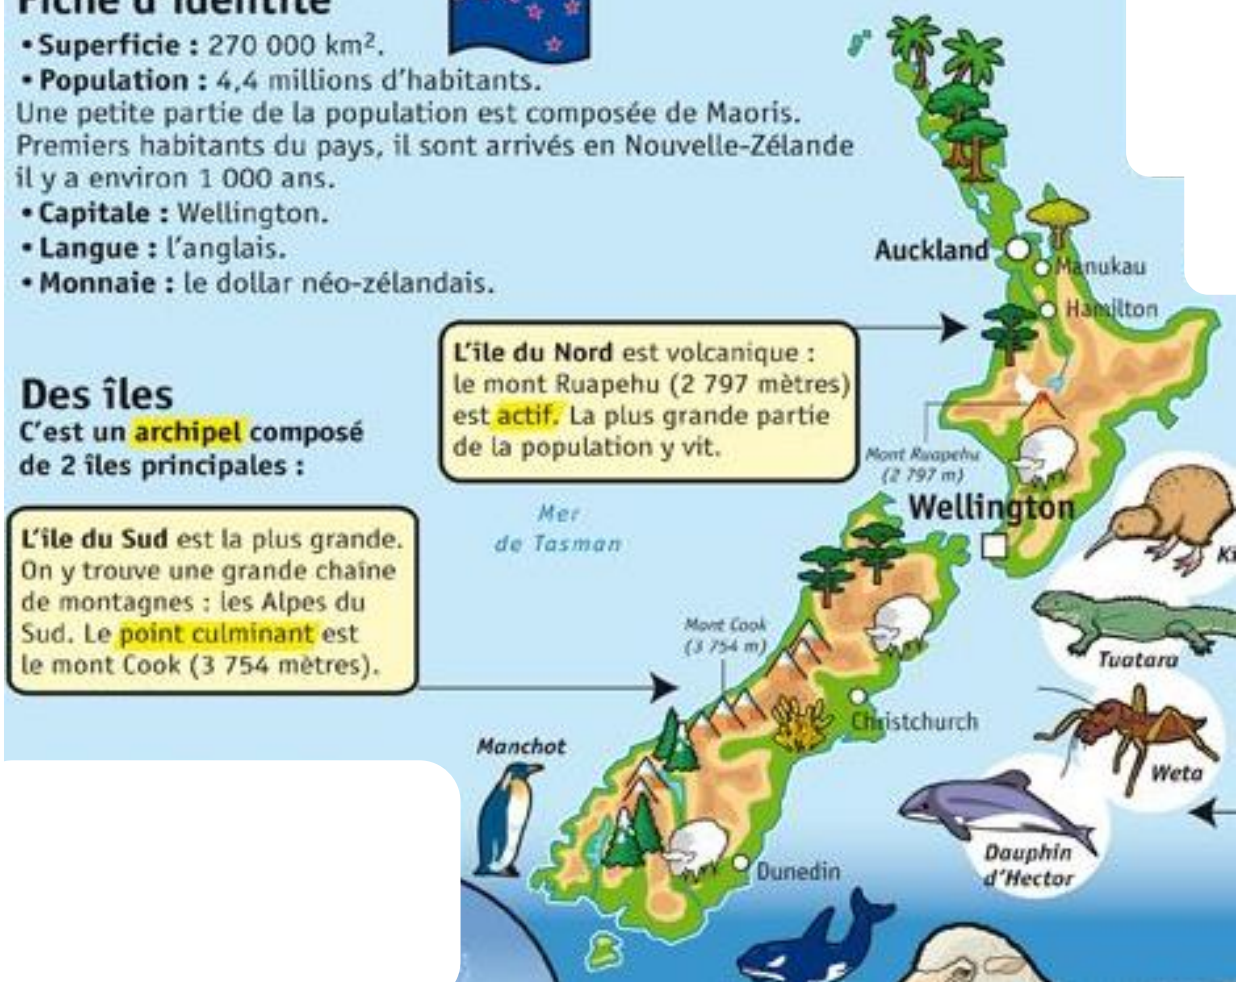 Fiche d'identité
• Superficie : 270 000 km².
• Population : 4,4 millions d'habitants.
Une petite partie de la population est composée de Maoris.
Premiers habitants du pays, il sont arrivés en Nouvelle-Zélande
il y a environ 1 000 ans.
• Capitale : Wellington.
• Langue : l'anglais.
• Monnaie : le dollar néo-zélandais.
Des îles
C'est un archipel composé
de 2 îles principales :
L'île du Nord est volcanique :
le mont Ruapehu (2 797 mètres)
est actif. La plus grande partie
de la population y vit.
L'île du Sud est la plus grande.
On y trouve une grande chaîne
de montagnes : les Alpes du
Sud. Le point culminant est
le mont Cook (3 754 mètres).
Auckland
Manukau
Hamilton
Mont Ruapehu
(2 797 m)
Wellington
Mer
de Tasman
Mont Cook
(3 754 m)
Christchurch
Dunedin
Manchot
Tuatara
Weta
Dauphin
d'Hector